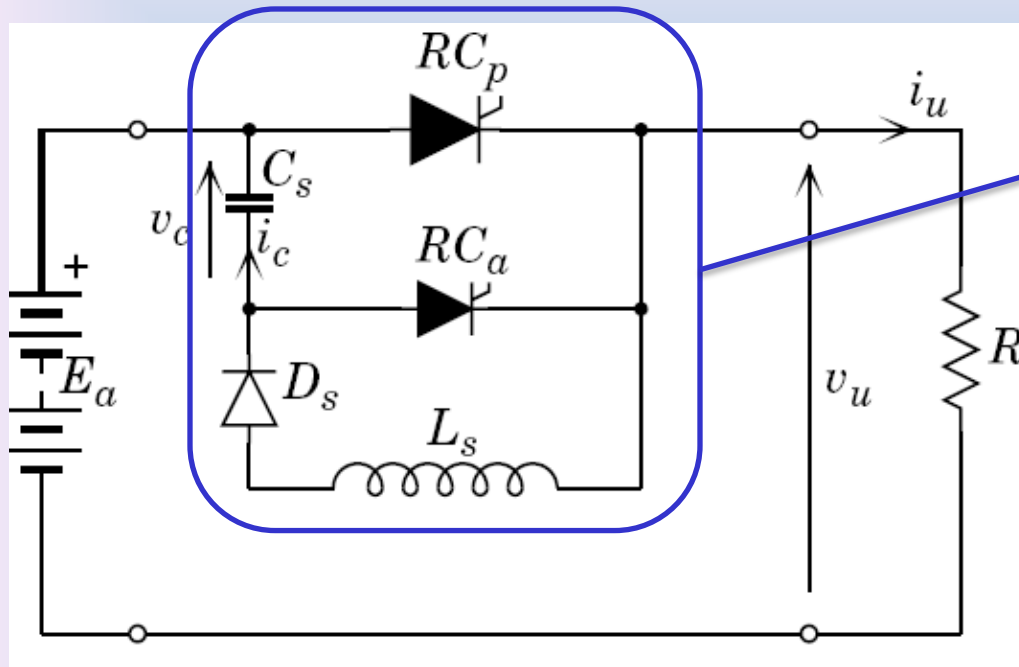 RC_p
i_u
C_s
v_c
i_c
RC_a
+
E_a
D_s
v_u
R
L_s